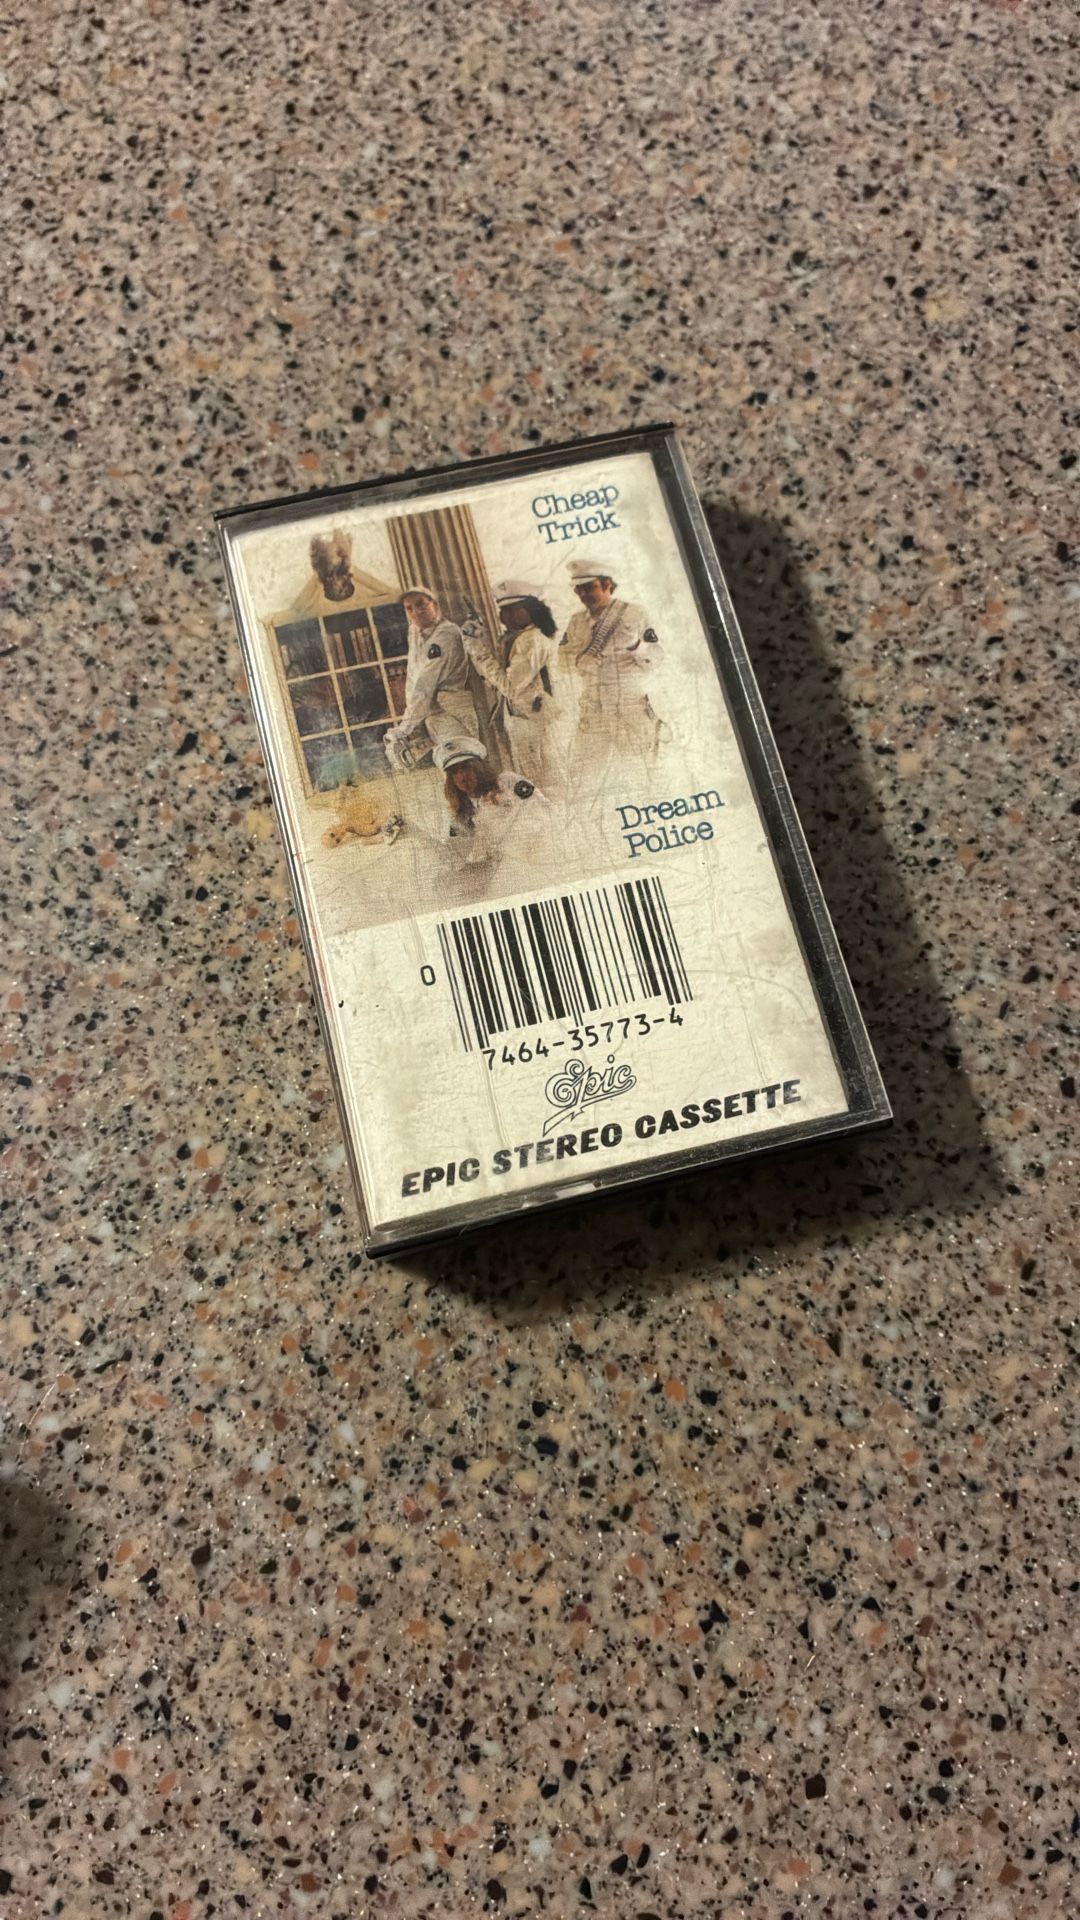 Cheap
Trick
Dream
Police
0
7464-35773-4
Epic
EPIC STEREO CASSETTE